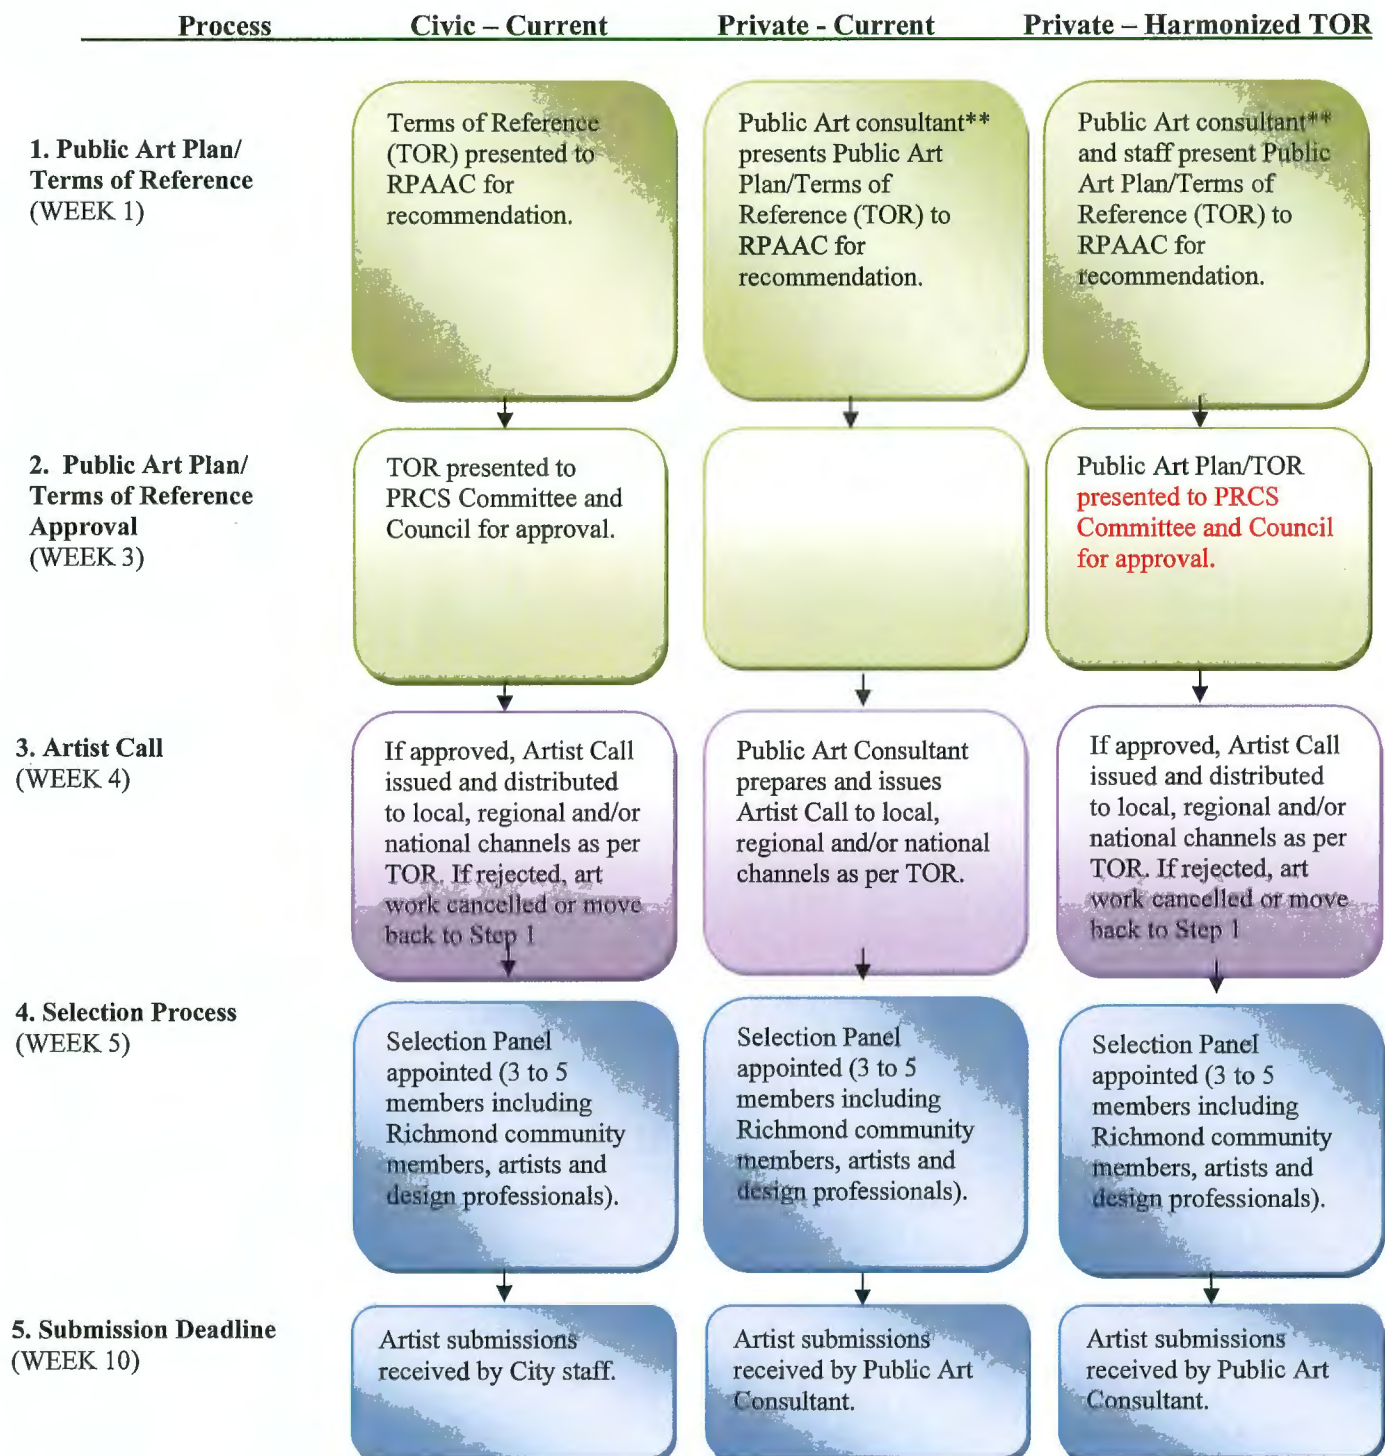 Process Civic – Current Private - Current Private – Harmonized TOR
1. Public Art Plan/
Terms of Reference
(WEEK 1)
Terms of Reference
(TOR) presented to
RPAAC for
recommendation.
Public Art consultant**
presents Public Art
Plan/Terms of
Reference (TOR) to
RPAAC for
recommendation.
Public Art consultant**
and staff present Public
Art Plan/Terms of
Reference (TOR) to
RPAAC for
recommendation.
2. Public Art Plan/
Terms of Reference
Approval
(WEEK 3)
TOR presented to
PRCS Committee and
Council for approval.
Public Art Plan/TOR
presented to PRCS
Committee and Council
for approval.
3. Artist Call
(WEEK 4)
If approved, Artist Call
issued and distributed
to local, regional and/or
national channels as per
TOR. If rejected, art
work cancelled or move
back to Step 1
Public Art Consultant
prepares and issues
Artist Call to local,
regional and/or national
channels as per TOR.
If approved, Artist Call
issued and distributed
to local, regional and/or
national channels as per
TOR. If rejected, art
work cancelled or move
back to Step 1
4. Selection Process
(WEEK 5)
Selection Panel
appointed (3 to 5
members including
Richmond community
members, artists and
design professionals).
Selection Panel
appointed (3 to 5
members including
Richmond community
members, artists and
design professionals).
Selection Panel
appointed (3 to 5
members including
Richmond community
members, artists and
design professionals).
5. Submission Deadline
(WEEK 10)
Artist submissions
received by City staff.
Artist submissions
received by Public Art
Consultant.
Artist submissions
received by Public Art
Consultant.